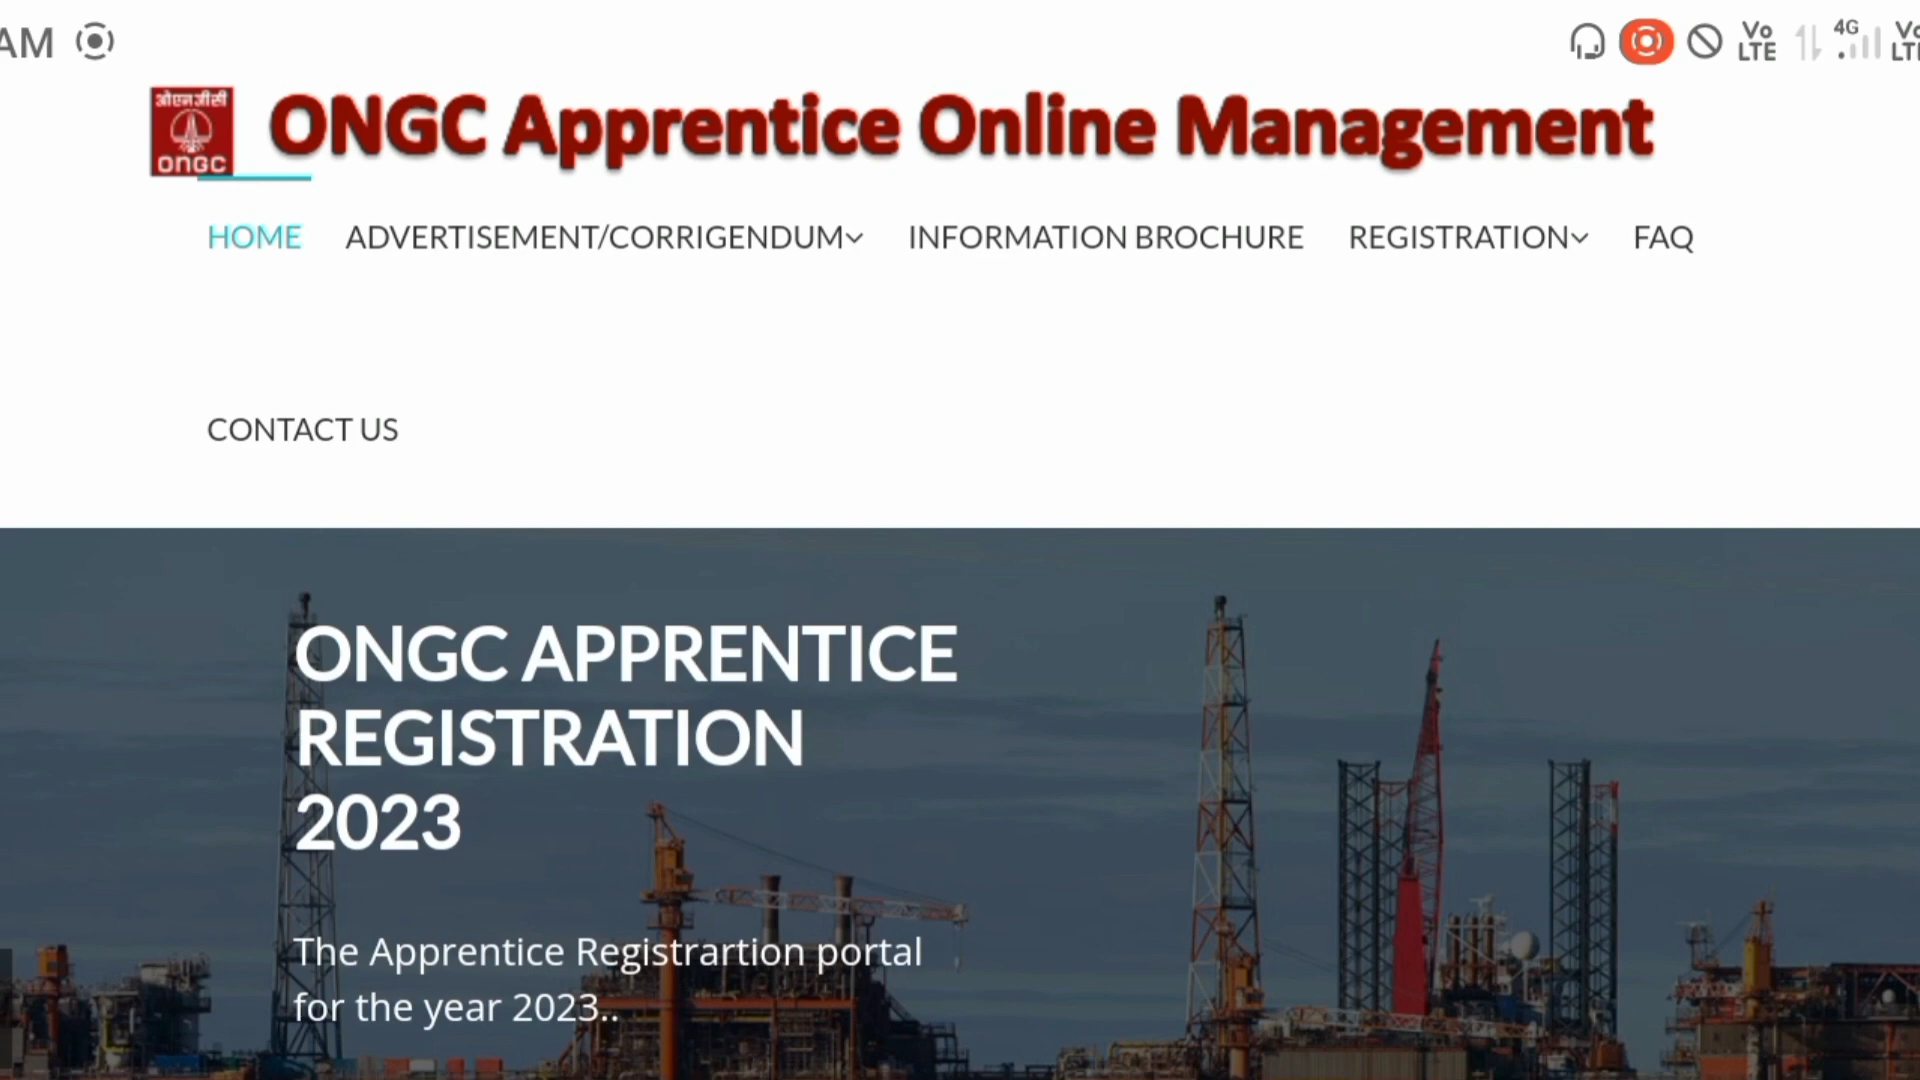 AM
Vo LTE 4G
ओएनजीसी
ONGC
ONGC Apprentice Online Management
HOME ADVERTISEMENT/CORRIGENDUM INFORMATION BROCHURE REGISTRATION FAQ
CONTACT US
ONGC APPRENTICE
REGISTRATION
2023
The Apprentice Registrartion portal
for the year 2023..